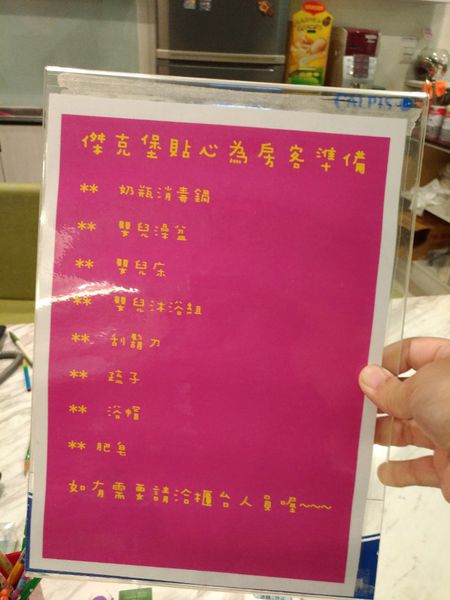 CALPIS
傑克堡貼心為房客準備
** 奶瓶消毒鍋
** 嬰兒澡盆
** 嬰兒床
** 嬰兒沐浴組
** 刮鬍刀
** 梳子
** 浴帽
** 肥皂
如有需要請洽櫃台人員喔~~~~